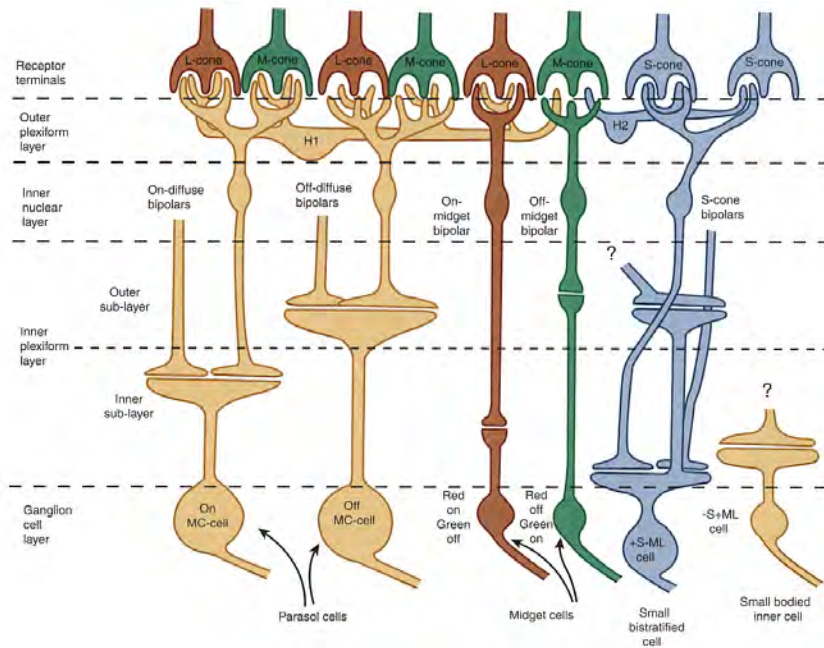 L-cone
M-cone
L-cone
M-cone
L-cone
M-cone
S-cone
S-cone
Receptor
terminals
Outer
plexiform
layer
H1
H2
Inner
nuclear
layer
On-diffuse
bipolars
Off-diffuse
bipolars
On-
midget
bipolar
Off-
midget
bipolar
S-cone
bipolars
?
Outer
sub-layer
Inner
plexiform
layer
Inner
sub-layer
?
Ganglion
cell
layer
On
MC-cell
Off
MC-cell
Red
on
Green
off
Red
off
Green
on
+S-ML
cell
-S+ML
cell
Parasol cells
Midget cells
Small
bistratified
cell
Small bodied
inner cell